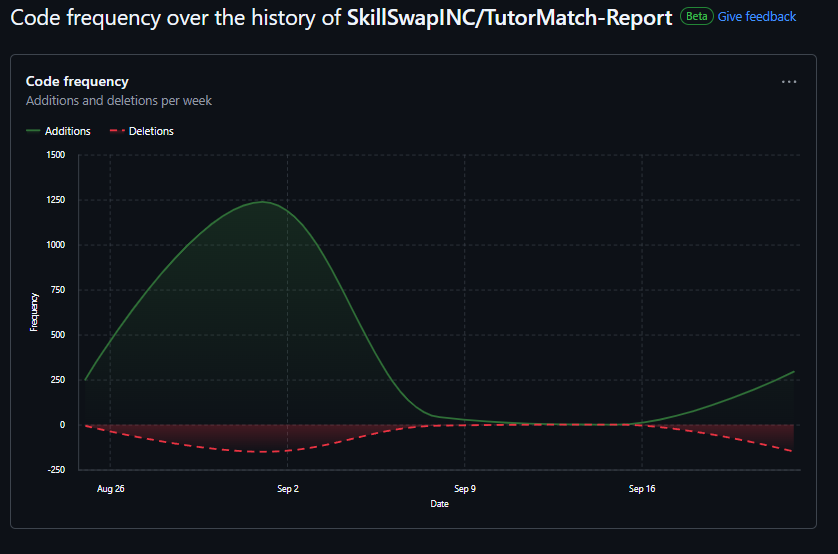 Code frequency over the history of SkillSwapINC/TutorMatch-Report Beta Give feedback
Code frequency
Additions and deletions per week
Additions Deletions
1500
1250
1000
750
500
250
0
-250
Frequency
Aug 26 Sep 2 Sep 9 Sep 16
Date